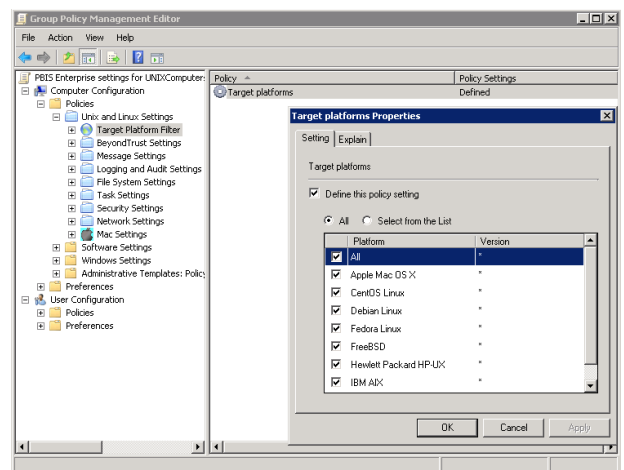 Group Policy Management Editor
File Action View Help
PBIS Enterprise settings for UNIXComputer:
Computer Configuration
Policies
Unix and Linux Settings
Target Platform Filter
BeyondTrust Settings
Message Settings
Logging and Audit Settings
File System Settings
Task Settings
Security Settings
Network Settings
Mac Settings
Software Settings
Windows Settings
Administrative Templates: Policy
Preferences
User Configuration
Policies
Preferences
Policy Policy Settings
Target platforms Defined
Target platforms Properties
Setting Explain
Target platforms
Define this policy setting
All Select from the List
Platform Version
All *
Apple Mac OS X *
CentOS Linux *
Debian Linux *
Fedora Linux *
FreeBSD *
Hewlett Packard HP-UX *
IBM AIX *
OK Cancel Apply